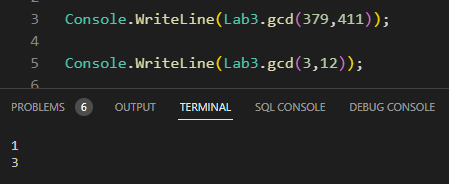 3 Console.WriteLine(Lab3.gcd(379,411));
4
5 Console.WriteLine(Lab3.gcd(3,12));
6
PROBLEMS 6 OUTPUT TERMINAL SQL CONSOLE DEBUG CONSOLE
1
3